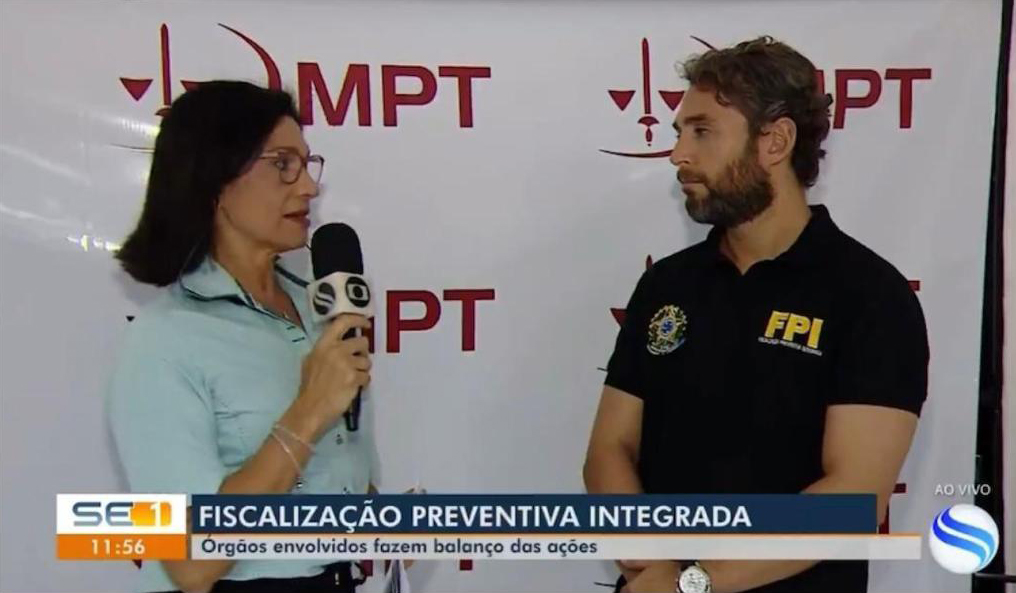 MPT
MPT
MPT
FPI
SE1
FISCALIZAÇÃO PREVENTIVA INTEGRADA
11:56
Órgãos envolvidos fazem balanço das ações
AO VIVO